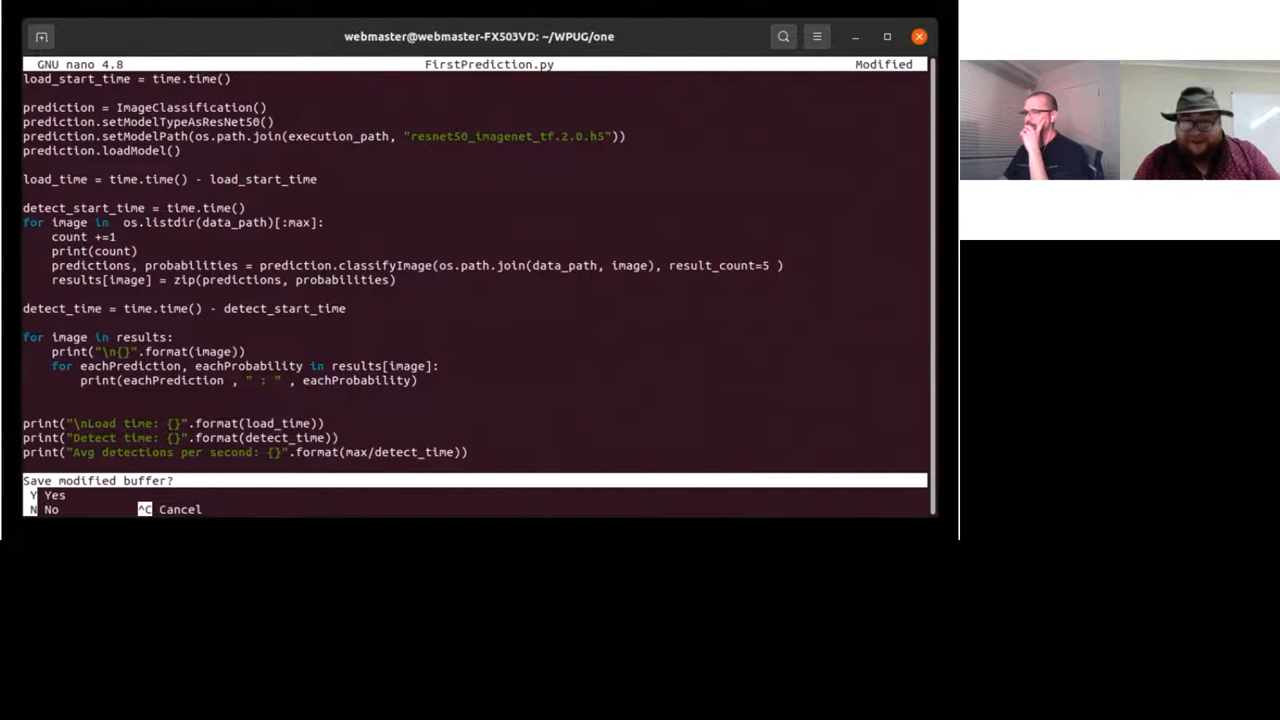 webmaster@webmaster-FX503VD: ~/WPUG/one
GNU nano 4.8 FirstPrediction.py Modified
load_start_time = time.time()
prediction = ImageClassification()
prediction.setModelTypeAsResNet50()
prediction.setModelPath(os.path.join(execution_path, "resnet50_imagenet_tf.2.0.h5"))
prediction.loadModel()
load_time = time.time() - load_start_time
detect_start_time = time.time()
for image in  os.listdir(data_path)[:max]:
    count +=1
    print(count)
    predictions, probabilities = prediction.classifyImage(os.path.join(data_path, image), result_count=5 )
    results[image] = zip(predictions, probabilities)
detect_time = time.time() - detect_start_time
for image in results:
    print("\n{}".format(image))
    for eachPrediction, eachProbability in results[image]:
        print(eachPrediction , " : " , eachProbability)
print("\nLoad time: {}".format(load_time))
print("Detect time: {}".format(detect_time))
print("Avg detections per second: {}".format(max/detect_time))
Save modified buffer?
Y Yes
N No ^C Cancel